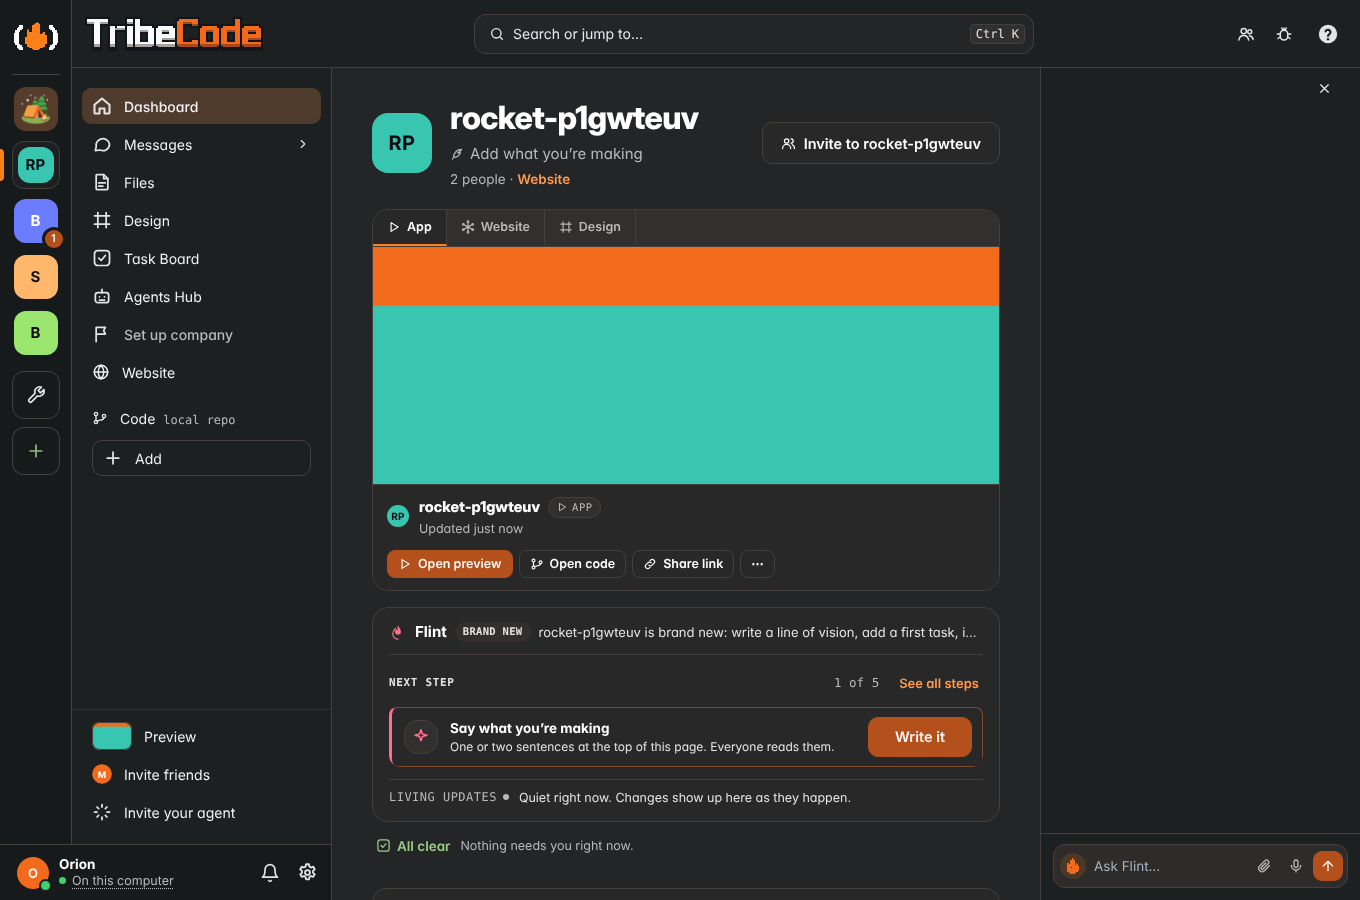 TribeCode
Search or jump to...
Ctrl K
RP
B
1
S
B
Dashboard
Messages
Files
Design
Task Board
Agents Hub
Set up company
Website
Code local repo
Add
Preview
M
Invite friends
Invite your agent
O
Orion
On this computer
RP
rocket-p1gwteuv
Add what you're making
2 people · Website
Invite to rocket-p1gwteuv
App
Website
Design
RP
rocket-p1gwteuv
APP
Updated just now
Open preview
Open code
Share link
Flint
BRAND NEW
rocket-p1gwteuv is brand new: write a line of vision, add a first task, i...
NEXT STEP
1 of 5
See all steps
Say what you're making
One or two sentences at the top of this page. Everyone reads them.
Write it
LIVING UPDATES
Quiet right now. Changes show up here as they happen.
All clear
Nothing needs you right now.
Ask Flint...